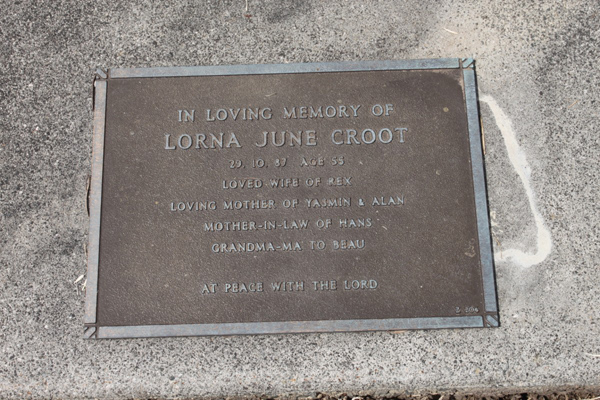 IN LOVING MEMORY OF
LORNA JUNE CROOT
29. 10. 87 AGE 55
LOVED WIFE OF REX
LOVING MOTHER OF YASMIN & ALAN
MOTHER-IN-LAW OF HANS
GRANDMA-MA TO BEAU
AT PEACE WITH THE LORD